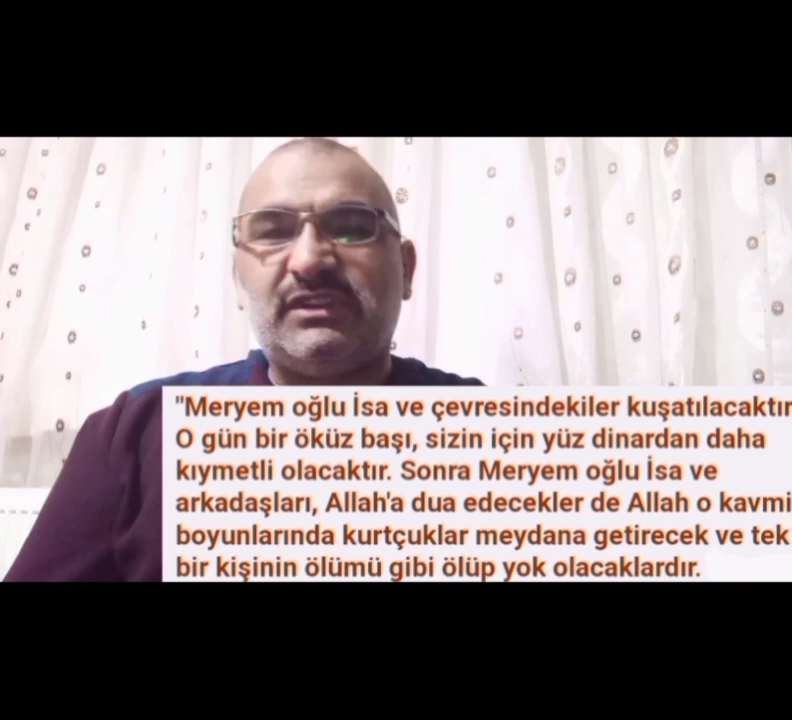 "Meryem oğlu İsa ve çevresindekiler kuşatılacaktır
O gün bir öküz başı, sizin için yüz dinardan daha
kıymetli olacaktır. Sonra Meryem oğlu İsa ve
arkadaşları, Allah'a dua edecekler de Allah o kavmi
boyunlarında kurtçuklar meydana getirecek ve tek
bir kişinin ölümü gibi ölüp yok olacaklardır.